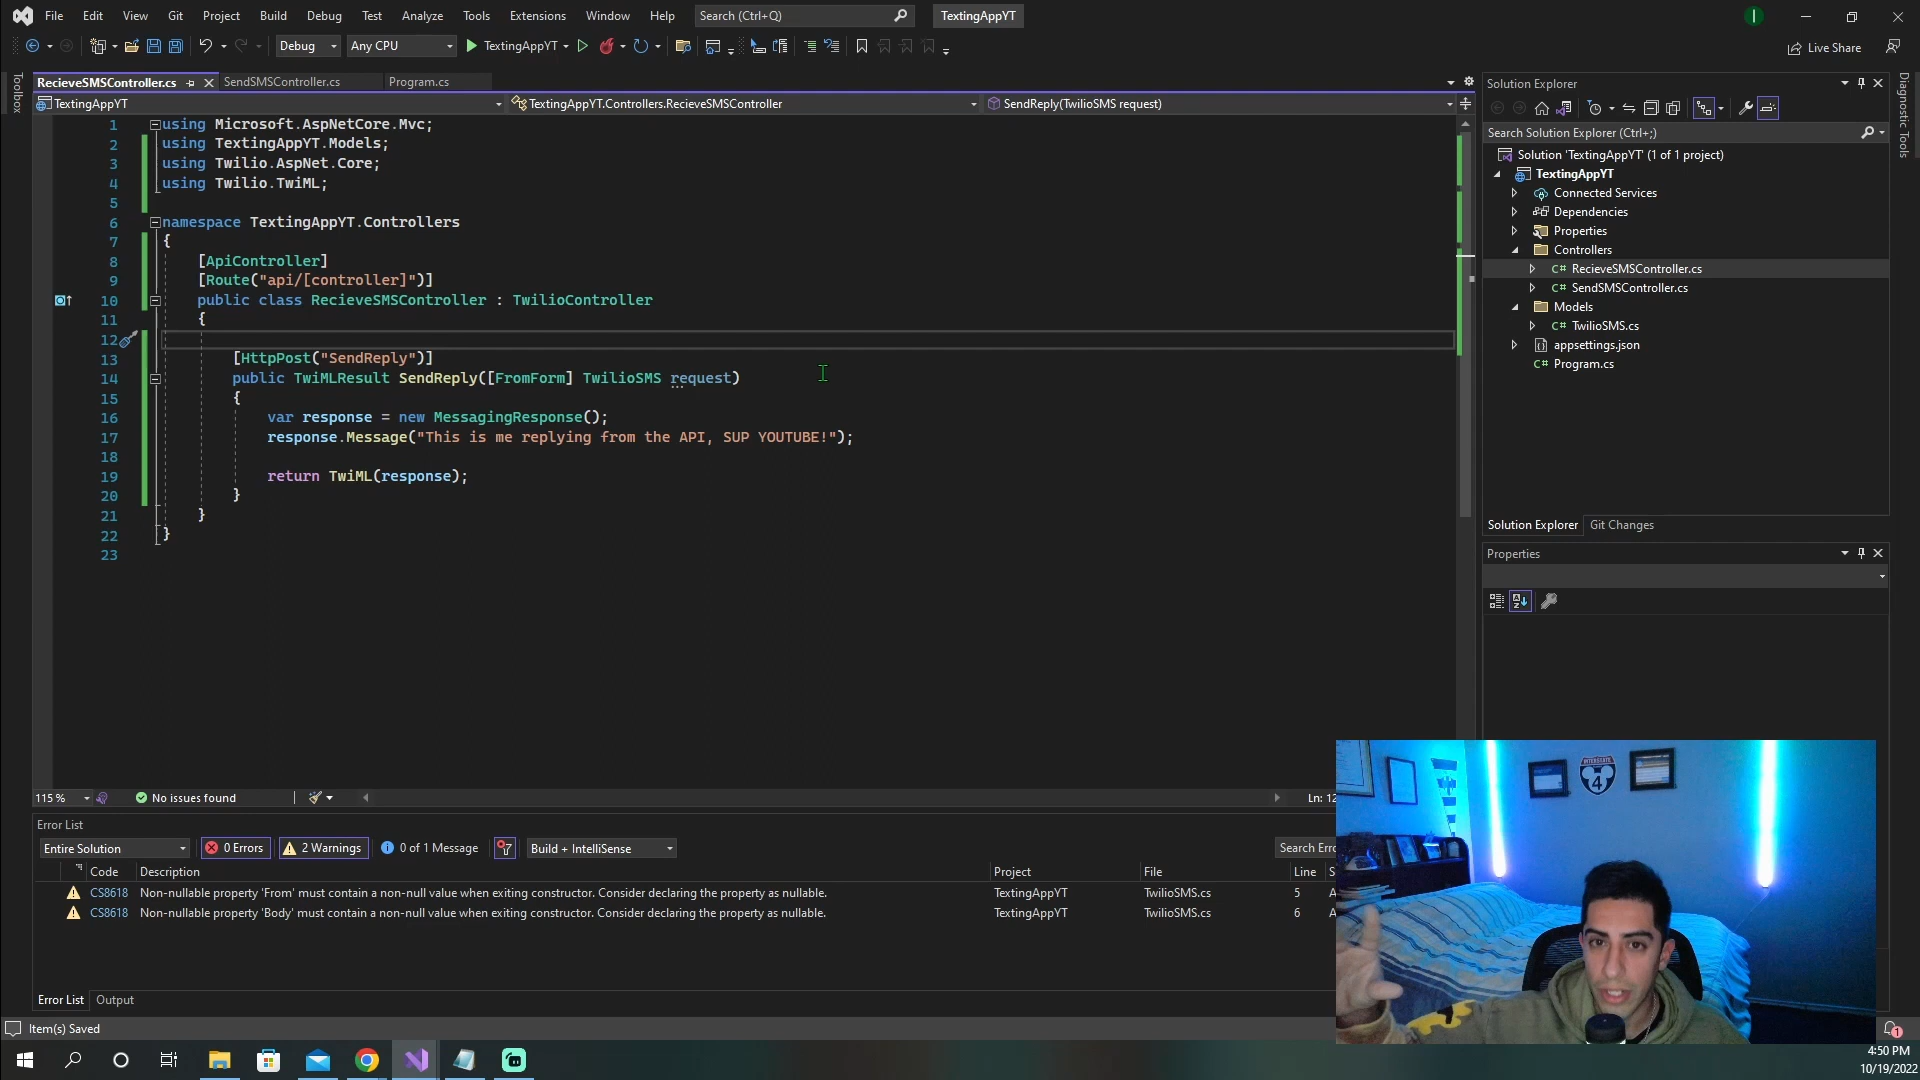 File Edit View Git Project Build Debug Test Analyze Tools Extensions Window Help Search (Ctrl+Q) TextingAppYT
Debug Any CPU TextingAppYT Live Share
Toolbox
RecieveSMSController.cs SendSMSController.cs Program.cs
TextingAppYT TextingAppYT.Controllers.RecieveSMSController SendReply(TwilioSMS request)
1 using Microsoft.AspNetCore.Mvc;
2 using TextingAppYT.Models;
3 using Twilio.AspNet.Core;
4 using Twilio.TwiML;
5
6 namespace TextingAppYT.Controllers
7 {
8 [ApiController]
9 [Route("api/[controller]")]
10 public class RecieveSMSController : TwilioController
11 {
12
13 [HttpPost("SendReply")]
14 public TwiMLResult SendReply([FromForm] TwilioSMS request)
15 {
16 var response = new MessagingResponse();
17 response.Message("This is me replying from the API, SUP YOUTUBE!");
18
19 return TwiML(response);
20 }
21 }
22 }
23
115 % No issues found Ln: 12
Error List
Entire Solution 0 Errors 2 Warnings 0 of 1 Message Build + IntelliSense Search Erro
Code Description Project File Line S
CS8618 Non-nullable property 'From' must contain a non-null value when exiting constructor. Consider declaring the property as nullable. TextingAppYT TwilioSMS.cs 5 A
CS8618 Non-nullable property 'Body' must contain a non-null value when exiting constructor. Consider declaring the property as nullable. TextingAppYT TwilioSMS.cs 6 A
Error List Output
Item(s) Saved
Solution Explorer
Search Solution Explorer (Ctrl+;)
Solution 'TextingAppYT' (1 of 1 project)
TextingAppYT
Connected Services
Dependencies
Properties
Controllers
C# RecieveSMSController.cs
C# SendSMSController.cs
Models
C# TwilioSMS.cs
appsettings.json
C# Program.cs
Solution Explorer Git Changes
Properties
Diagnostic Tools
INTERSTATE
4
1
4:50 PM
10/19/2022